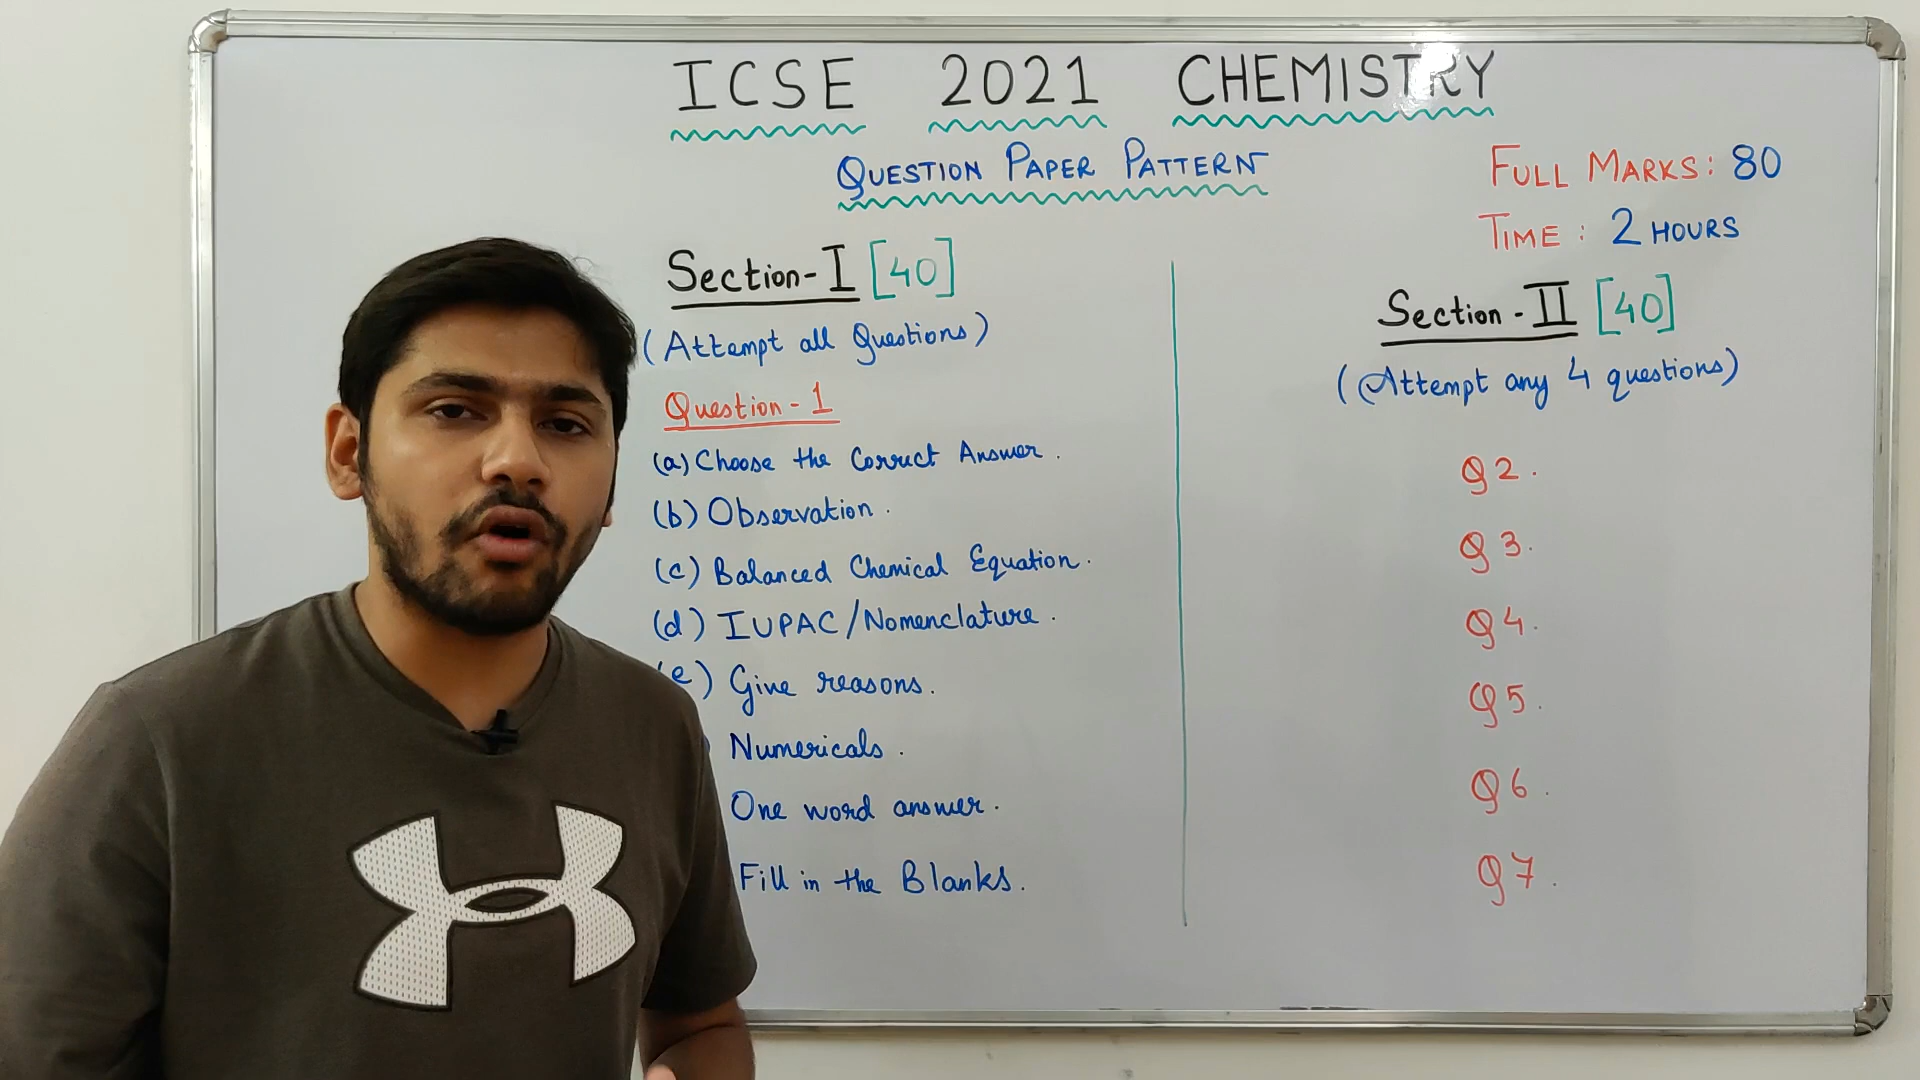 ICSE 2021 CHEMISTRY
QUESTION PAPER PATTERN
FULL MARKS: 80
TIME: 2 HOURS
Section-I [40]
(Attempt all Questions)
Question-1
(a) Choose the Correct Answer.
(b) Observation.
(c) Balanced Chemical Equation.
(d) IUPAC/Nomenclature.
(e) Give reasons.
) Numericals.
One word answer.
Fill in the Blanks.
Section-II [40]
(Attempt any 4 questions)
Q2.
Q3.
Q4.
Q5.
Q6.
Q7.